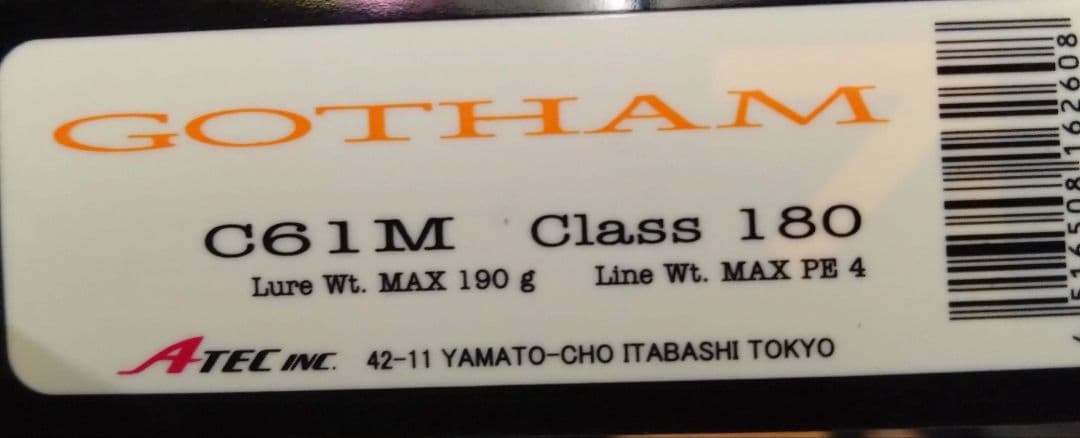 GOTHAM
C61M Class 180
Lure Wt. MAX 190 g Line Wt. MAX PE 4
A-TEC INC. 42-11 YAMATO-CHO ITABASHI TOKYO